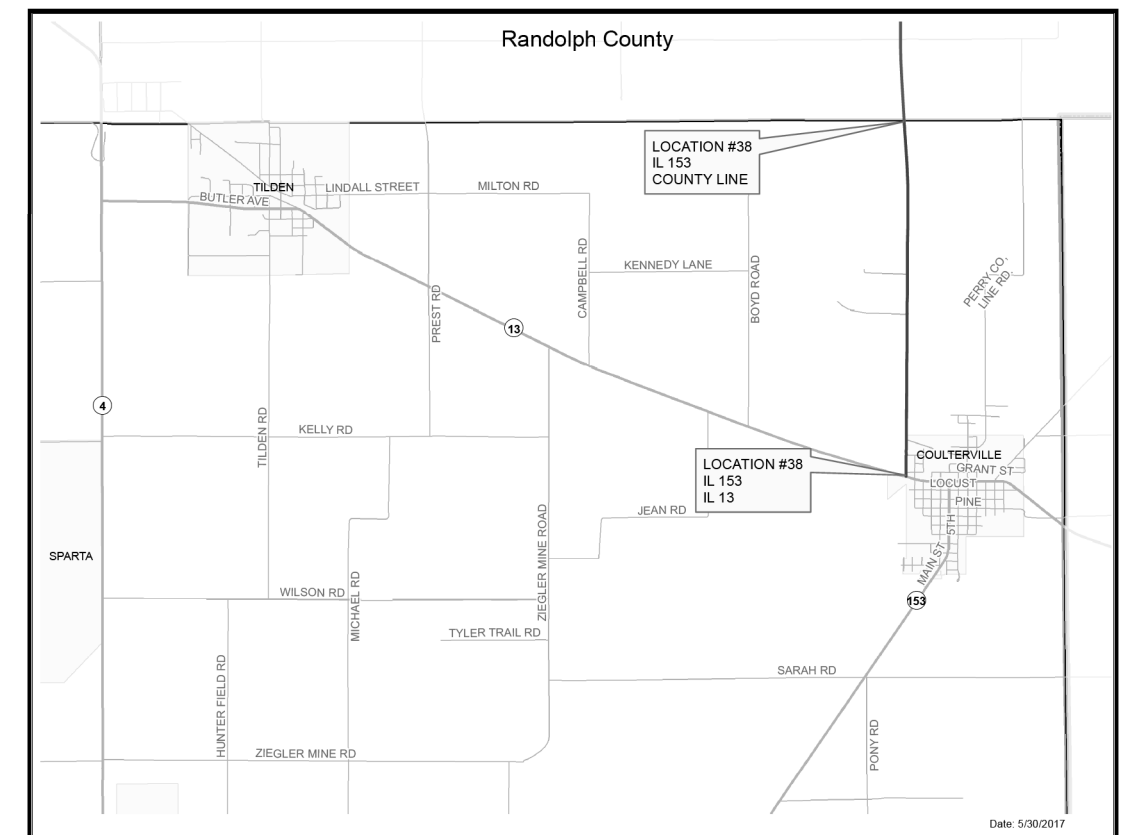 Randolph County
LOCATION #38
IL 153
COUNTY LINE
TILDEN
LINDALL STREET
MILTON RD
BUTLER AVE
CAMPBELL RD
KENNEDY LANE
BOYD ROAD
PERRY CO,
LINE RD.
PREST RD
13
4
TILDEN RD
KELLY RD
LOCATION #38
IL 153
IL 13
COULTERVILLE
GRANT ST
LOCUST
PINE
5TH
MAIN ST
153
JEAN RD
ZIEGLER MINE ROAD
SPARTA
WILSON RD
MICHAEL RD
TYLER TRAIL RD
SARAH RD
HUNTER FIELD RD
PONY RD
ZIEGLER MINE RD
Date: 5/30/2017